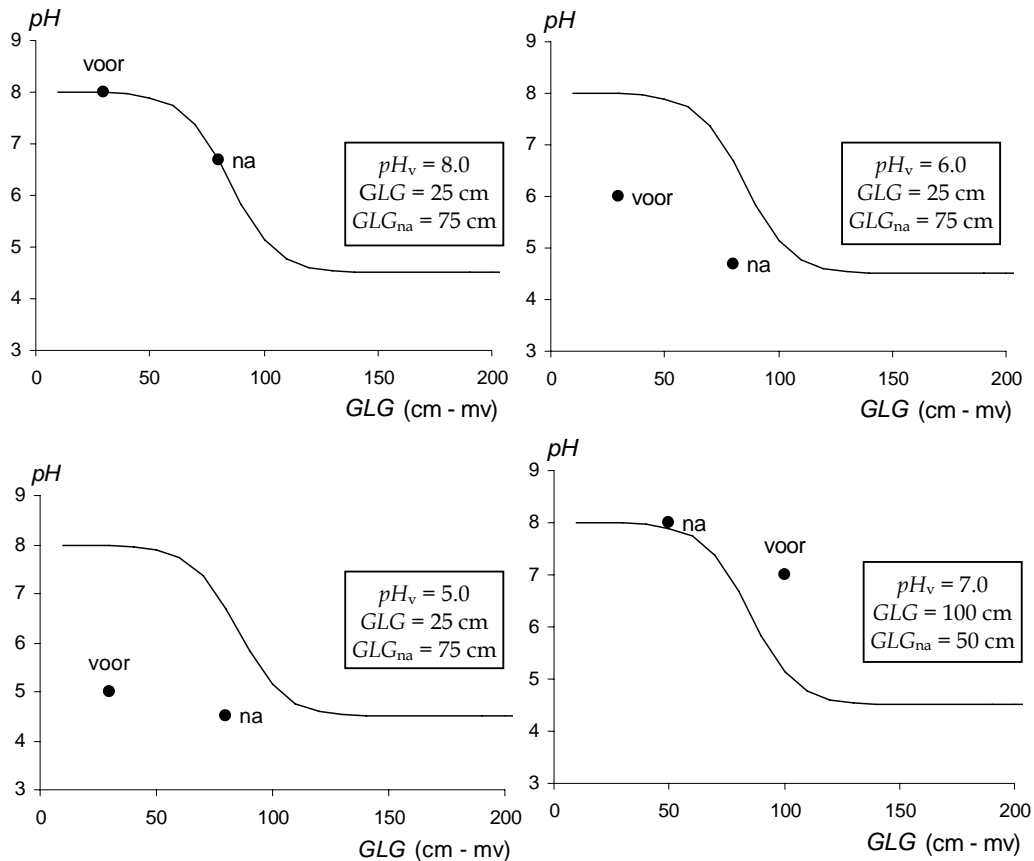 pH
9
8
7
6
5
4
3
voor
na
pHv = 8.0
GLG = 25 cm
GLGna = 75 cm
0 50 100 150 200
GLG (cm - mv)
pH
9
8
7
6
5
4
3
voor
na
pHv = 6.0
GLG = 25 cm
GLGna = 75 cm
0 50 100 150 200
GLG (cm - mv)
pH
9
8
7
6
5
4
3
voor
na
pHv = 5.0
GLG = 25 cm
GLGna = 75 cm
0 50 100 150 200
GLG (cm - mv)
pH
9
8
7
6
5
4
3
na
voor
pHv = 7.0
GLG = 100 cm
GLGna = 50 cm
0 50 100 150 200
GLG (cm - mv)